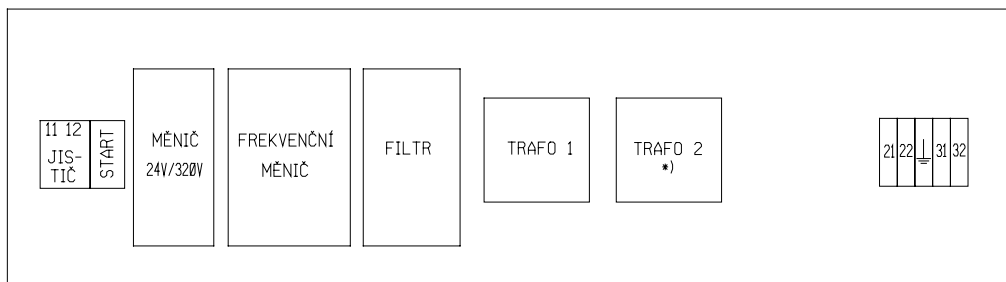 11 12
JIS-
TIČ
START
MĚNIČ
24V/320V
FREKVENČNÍ
MĚNIČ
FILTR
TRAFO 1
TRAFO 2
*)
21 22 31 32